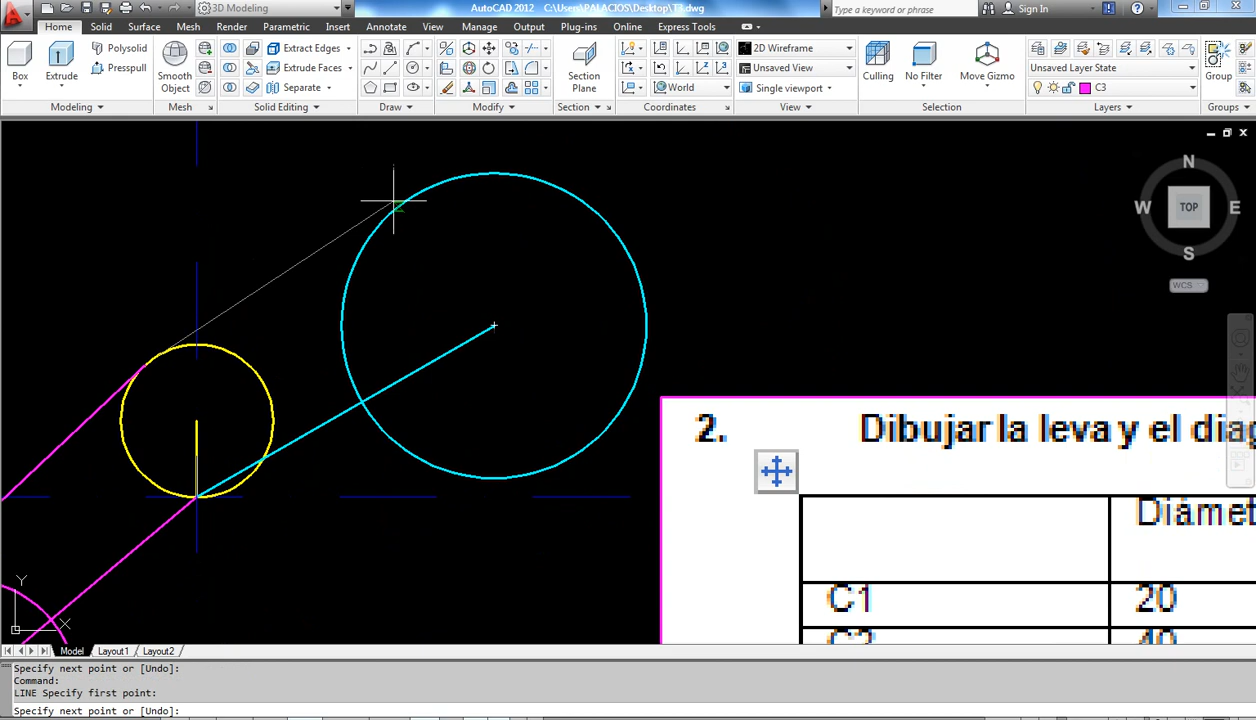 3D Modeling
AutoCAD 2012 C:\Users\PALACIOS\Desktop\T3.dwg
Type a keyword or phrase
Sign In
Home Solid Surface Mesh Render Parametric Insert Annotate View Manage Output Plug-ins Online Express Tools
Box
Extrude
Polysolid
Presspull
Modeling
Smooth Object
Mesh
Extract Edges
Extrude Faces
Separate
Solid Editing
Draw
Modify
Section Plane
Section
World
Coordinates
2D Wireframe
Unsaved View
Single viewport
View
Culling
No Filter
Move Gizmo
Selection
Unsaved Layer State
C3
Layers
Group
Groups
N
W TOP E
S
WCS
2. Dibujar la leva y el diag
Diámet
C1 20
C2 40
Y
X
Model Layout1 Layout2
Specify next point or [Undo]:
Command:
LINE Specify first point:
Specify next point or [Undo]: